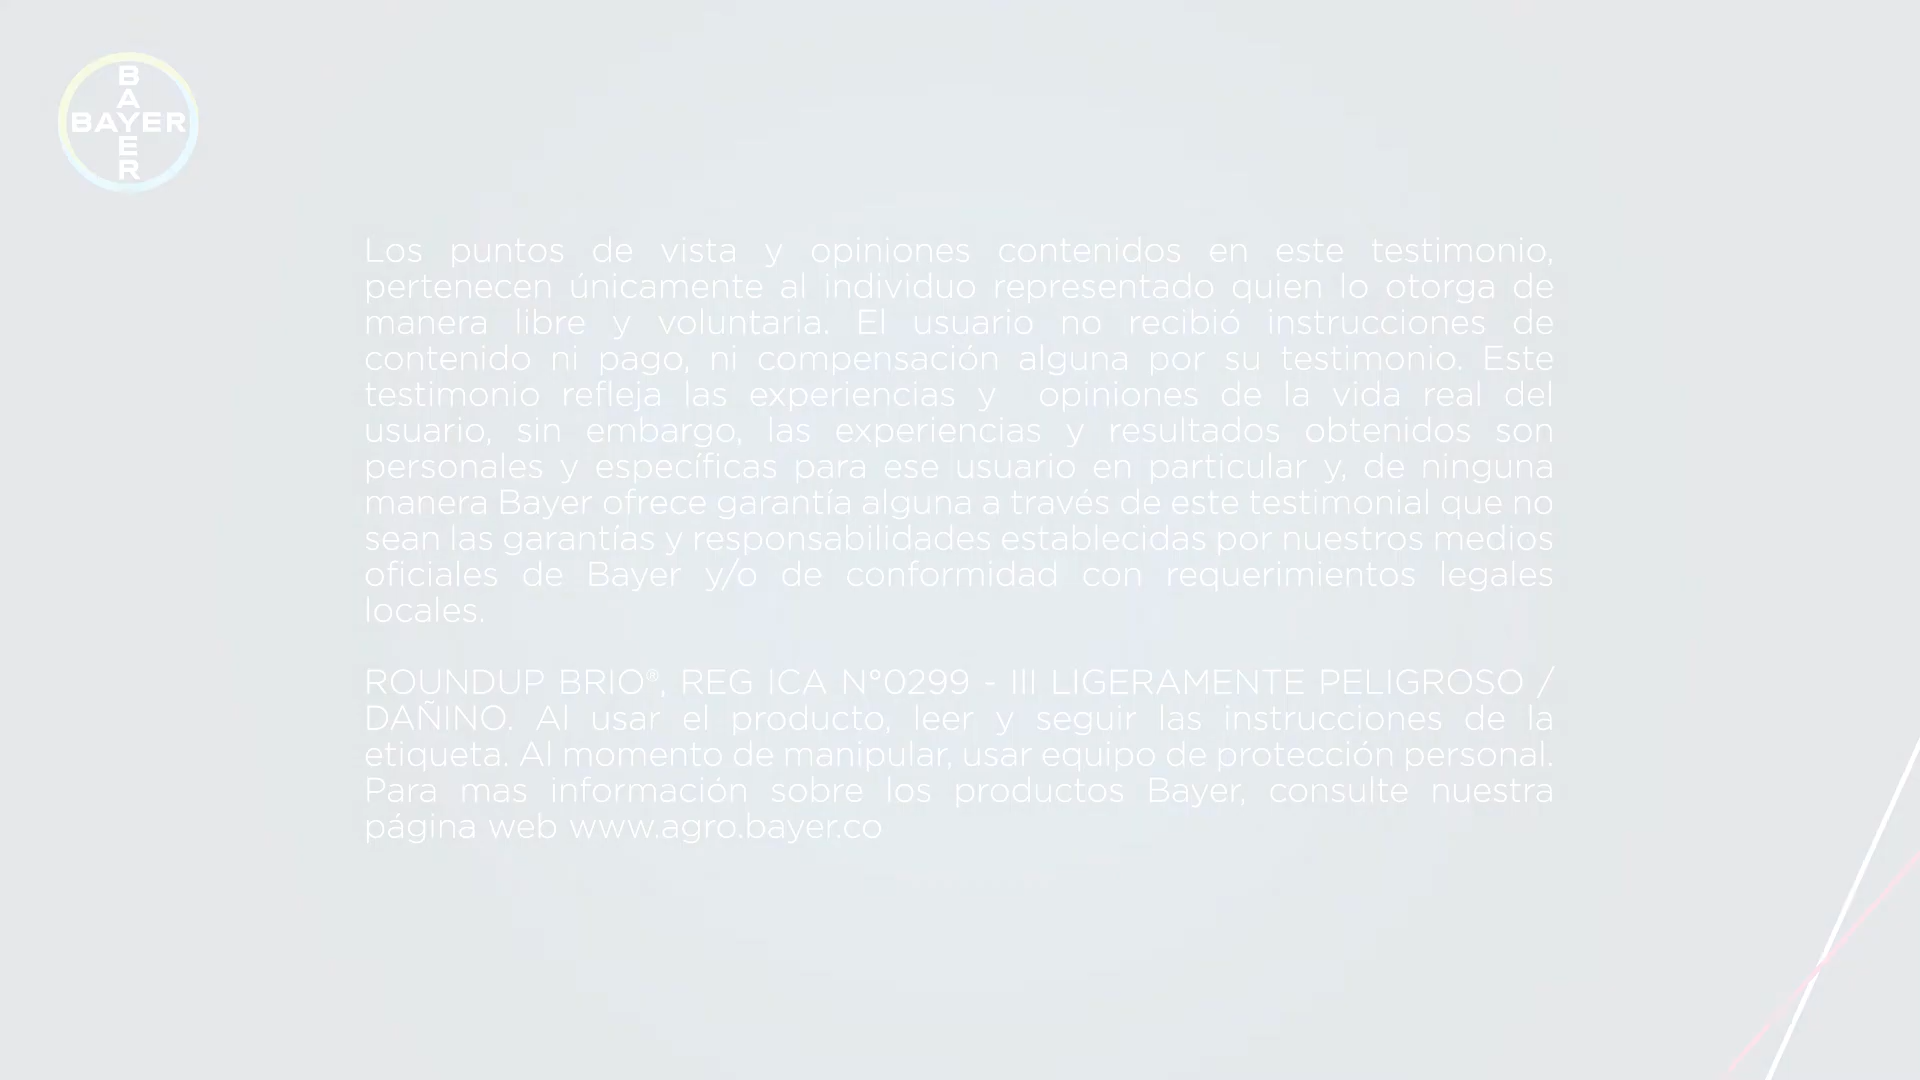 BAYER
BAYER
Los puntos de vista y opiniones contenidos en este testimonio,
pertenecen únicamente al individuo representado quien lo otorga de
manera libre y voluntaria. El usuario no recibió instrucciones de
contenido ni pago, ni compensación alguna por su testimonio. Este
testimonio refleja las experiencias y opiniones de la vida real del
usuario, sin embargo, las experiencias y resultados obtenidos son
personales y específicas para ese usuario en particular y, de ninguna
manera Bayer ofrece garantía alguna a través de este testimonial que no
sean las garantías y responsabilidades establecidas por nuestros medios
oficiales de Bayer y/o de conformidad con requerimientos legales
locales.
ROUNDUP BRIO®, REG ICA N°0299 - III LIGERAMENTE PELIGROSO /
DAÑINO. Al usar el producto, leer y seguir las instrucciones de la
etiqueta. Al momento de manipular, usar equipo de protección personal.
Para mas información sobre los productos Bayer, consulte nuestra
página web www.agro.bayer.co